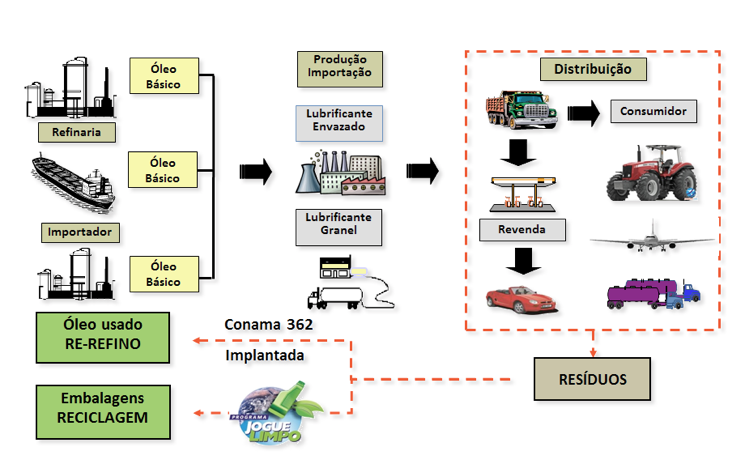 Óleo
Básico
Refinaria
Óleo
Básico
Importador
Óleo
Básico
Produção
Importação
Lubrificante
Envazado
Lubrificante
Granel
Distribuição
Consumidor
Revenda
Óleo usado
RE-REFINO
Conama 362
Implantada
Embalagens
RECICLAGEM
PROGRAMA
JOGUE
LIMPO
RESÍDUOS